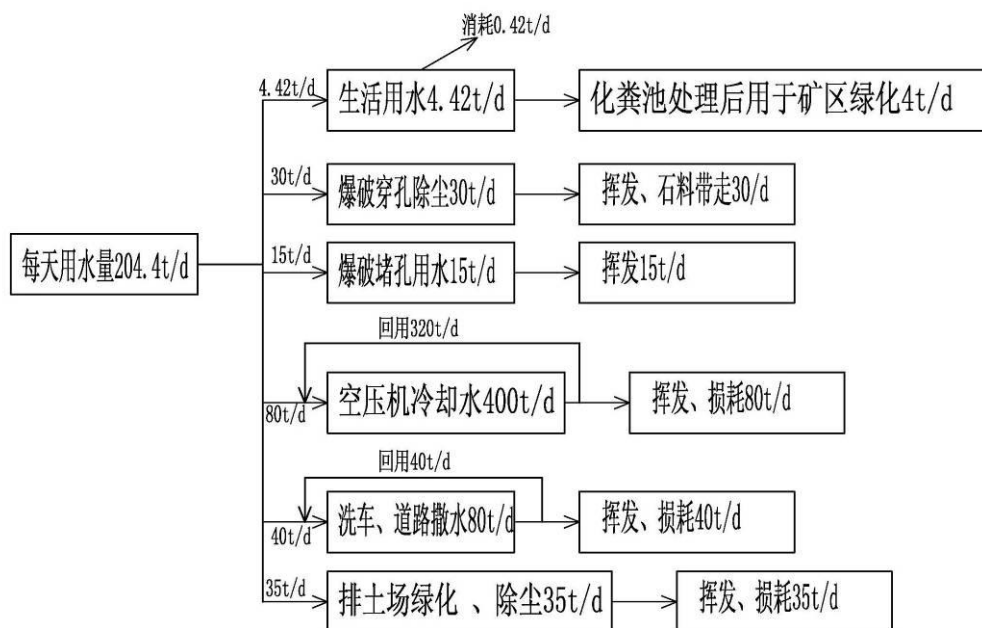 消耗0.42t/d
4.42t/d
生活用水4.42t/d
化粪池处理后用于矿区绿化4t/d
30t/d
爆破穿孔除尘30t/d
挥发、石料带走30/d
每天用水量204.4t/d
15t/d
爆破堵孔用水15t/d
挥发15t/d
回用320t/d
80t/d
空压机冷却水400t/d
挥发、损耗80t/d
回用40t/d
40t/d
洗车、道路撒水80t/d
挥发、损耗40t/d
35t/d
排土场绿化 、除尘35t/d
挥发、损耗35t/d